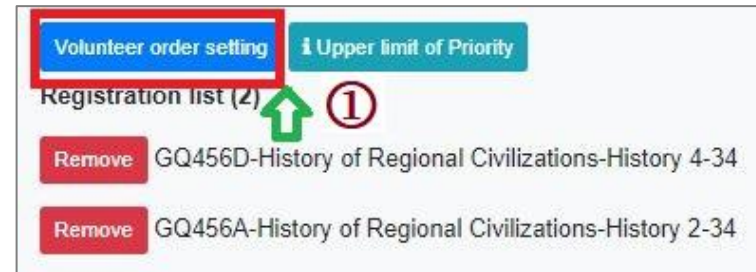 Volunteer order setting ℹ Upper limit of Priority
Registration list (2) ①
Remove GQ456D-History of Regional Civilizations-History 4-34
Remove GQ456A-History of Regional Civilizations-History 2-34